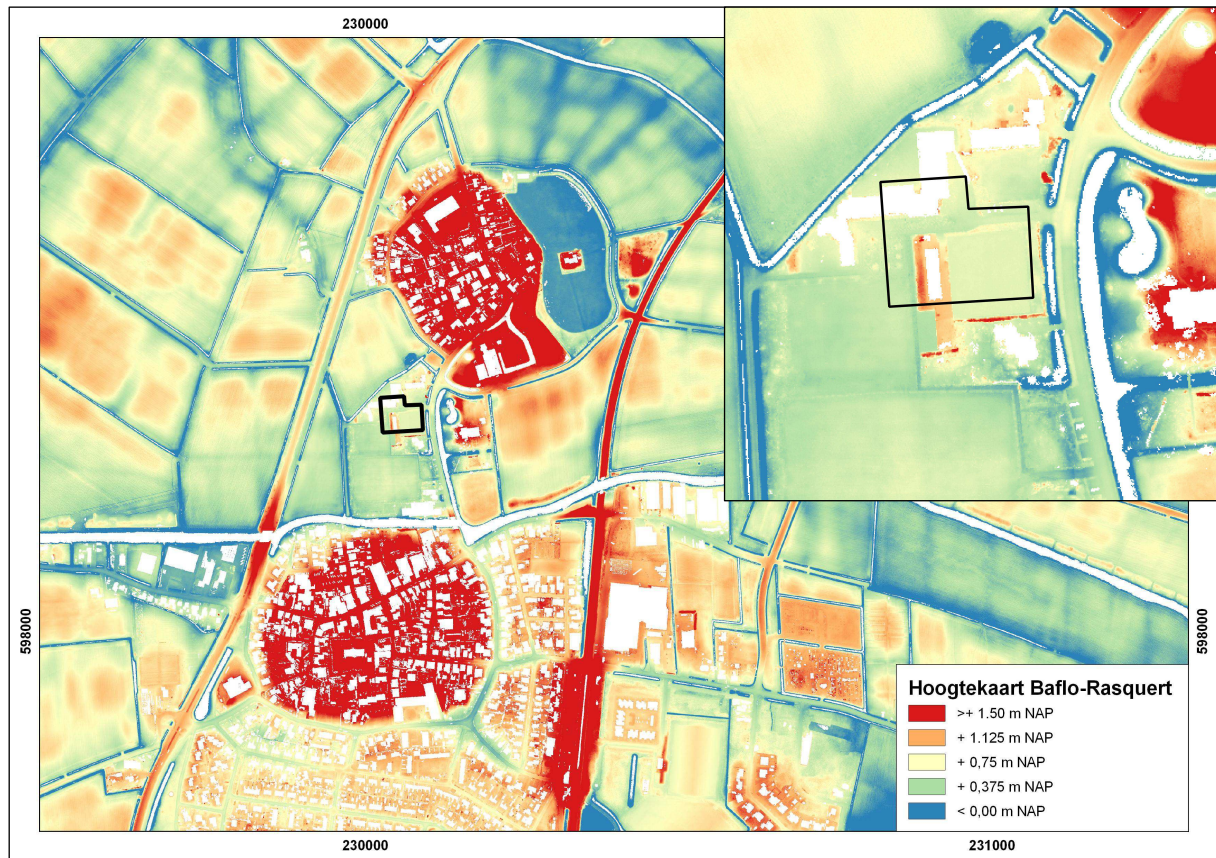 230000
598000
598000
Hoogtekaart Baflo-Rasquert
>+ 1.50 m NAP
+ 1.125 m NAP
+ 0,75 m NAP
+ 0,375 m NAP
< 0,00 m NAP
230000
231000